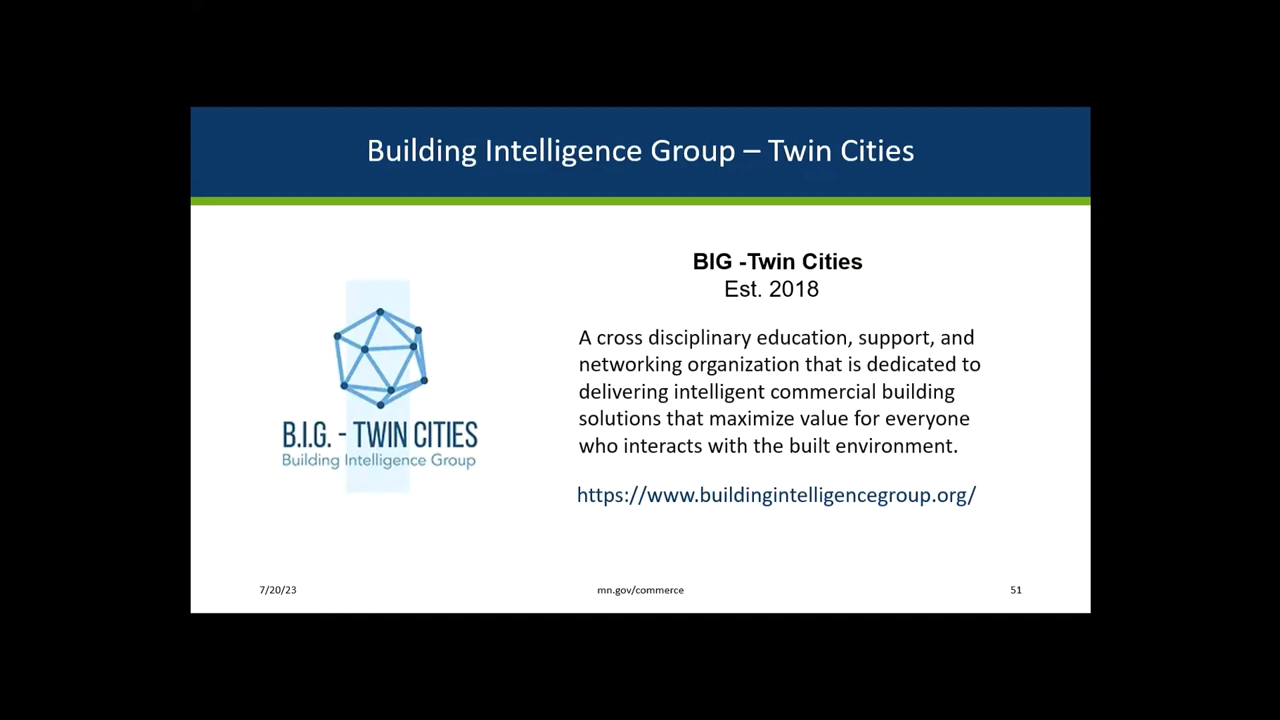 Building Intelligence Group – Twin Cities
BIG -Twin Cities
Est. 2018
A cross disciplinary education, support, and
networking organization that is dedicated to
delivering intelligent commercial building
solutions that maximize value for everyone
who interacts with the built environment.
https://www.buildingintelligencegroup.org/
B.I.G. - TWIN CITIES
Building Intelligence Group
7/20/23
mn.gov/commerce
51